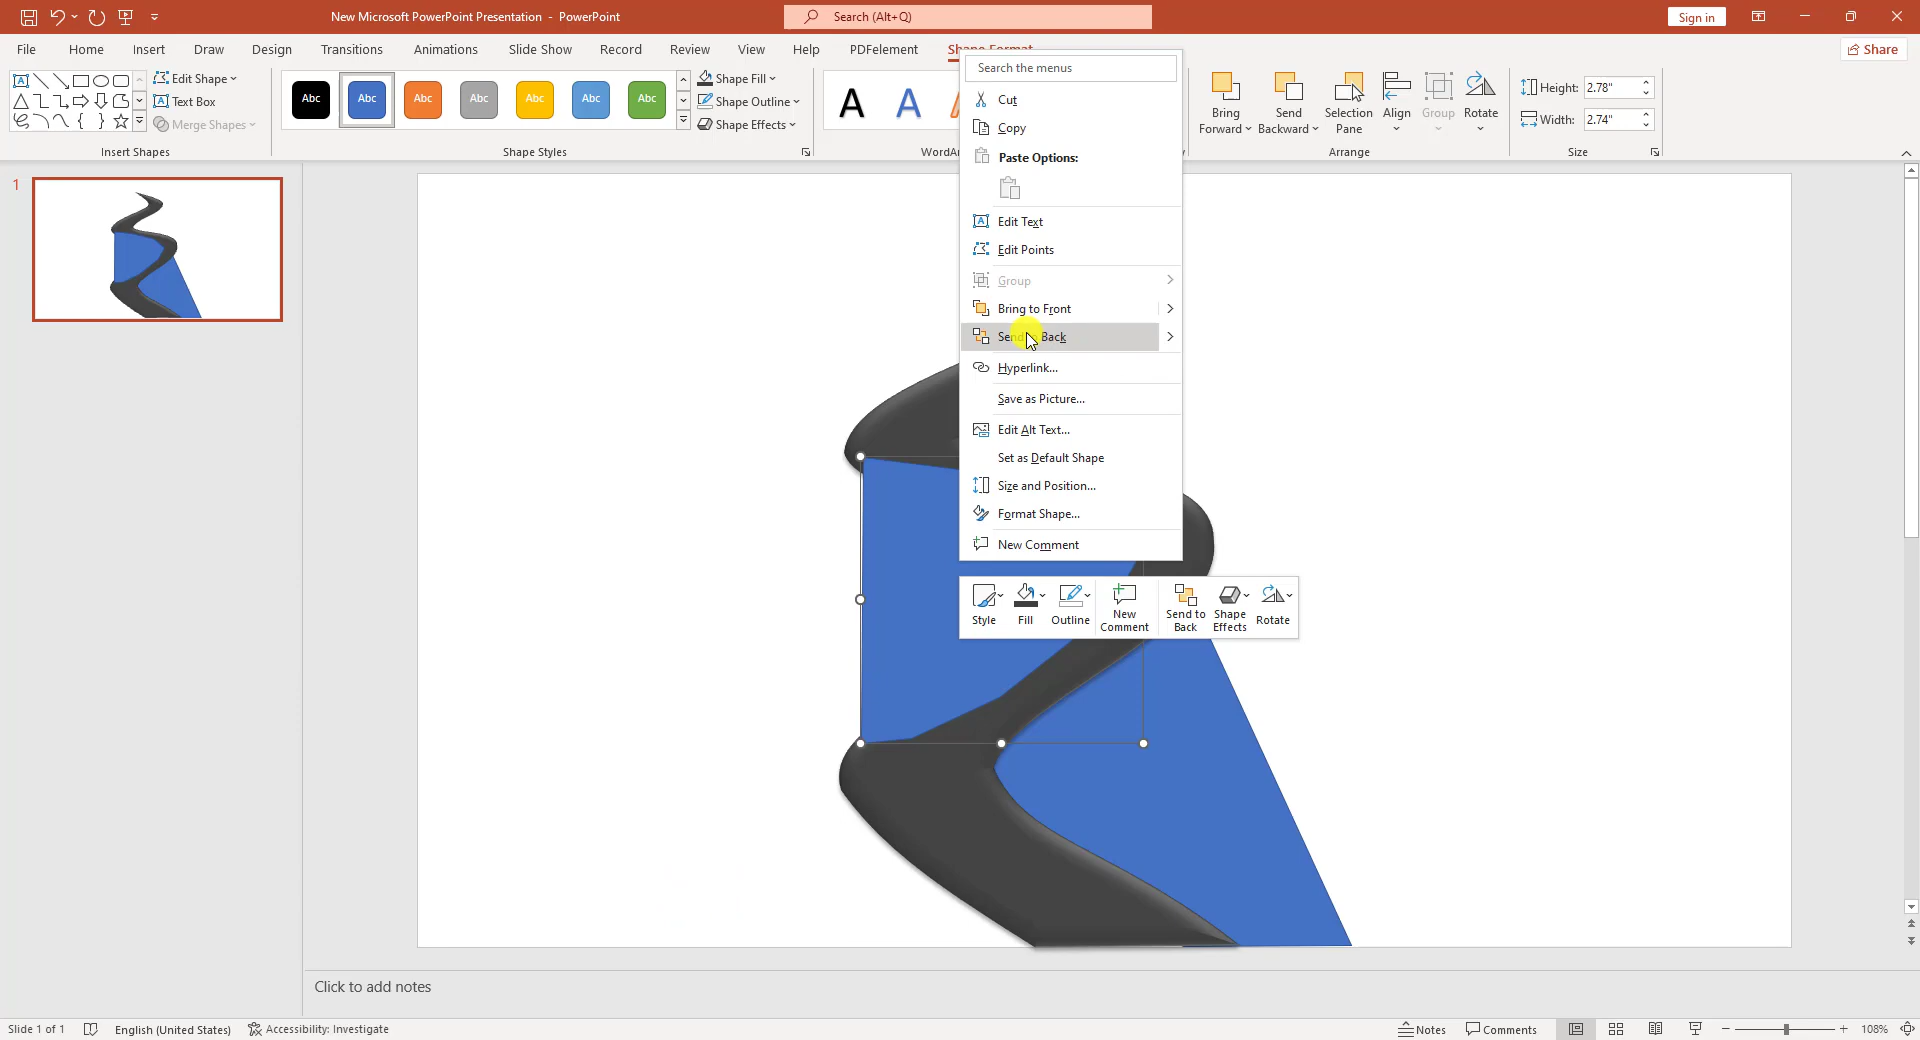 New Microsoft PowerPoint Presentation - PowerPoint
Search (Alt+Q)
Sign in
File Home Insert Draw Design Transitions Animations Slide Show Record Review View Help PDFelement Shape Format
Share
Edit Shape
Text Box
Merge Shapes
Insert Shapes
Abc Abc Abc Abc Abc Abc Abc
Shape Fill
Shape Outline
Shape Effects
Shape Styles
A A
WordA
Bring Forward
Send Backward
Selection Pane
Align
Group
Rotate
Arrange
Height: 2.78"
Width: 2.74"
Size
Search the menus
Cut
Copy
Paste Options:
Edit Text
Edit Points
Group
Bring to Front
Send to Back
Hyperlink...
Save as Picture...
Edit Alt Text...
Set as Default Shape
Size and Position...
Format Shape...
New Comment
Style
Fill
Outline
New Comment
Send to Back
Shape Effects
Rotate
1
Click to add notes
Slide 1 of 1
English (United States)
Accessibility: Investigate
Notes
Comments
108%